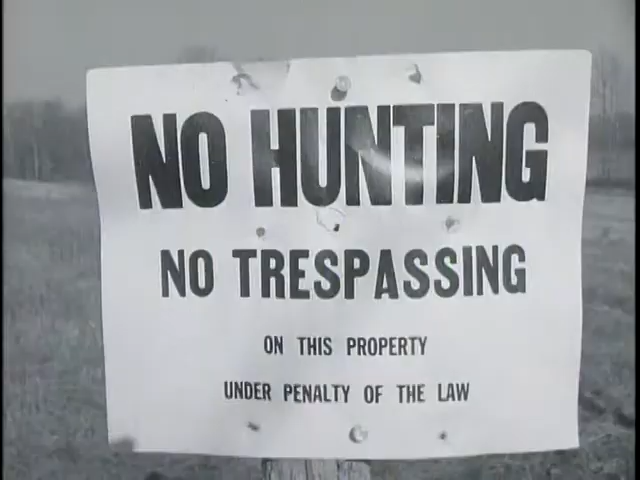 NO HUNTING
NO TRESPASSING
ON THIS PROPERTY
UNDER PENALTY OF THE LAW